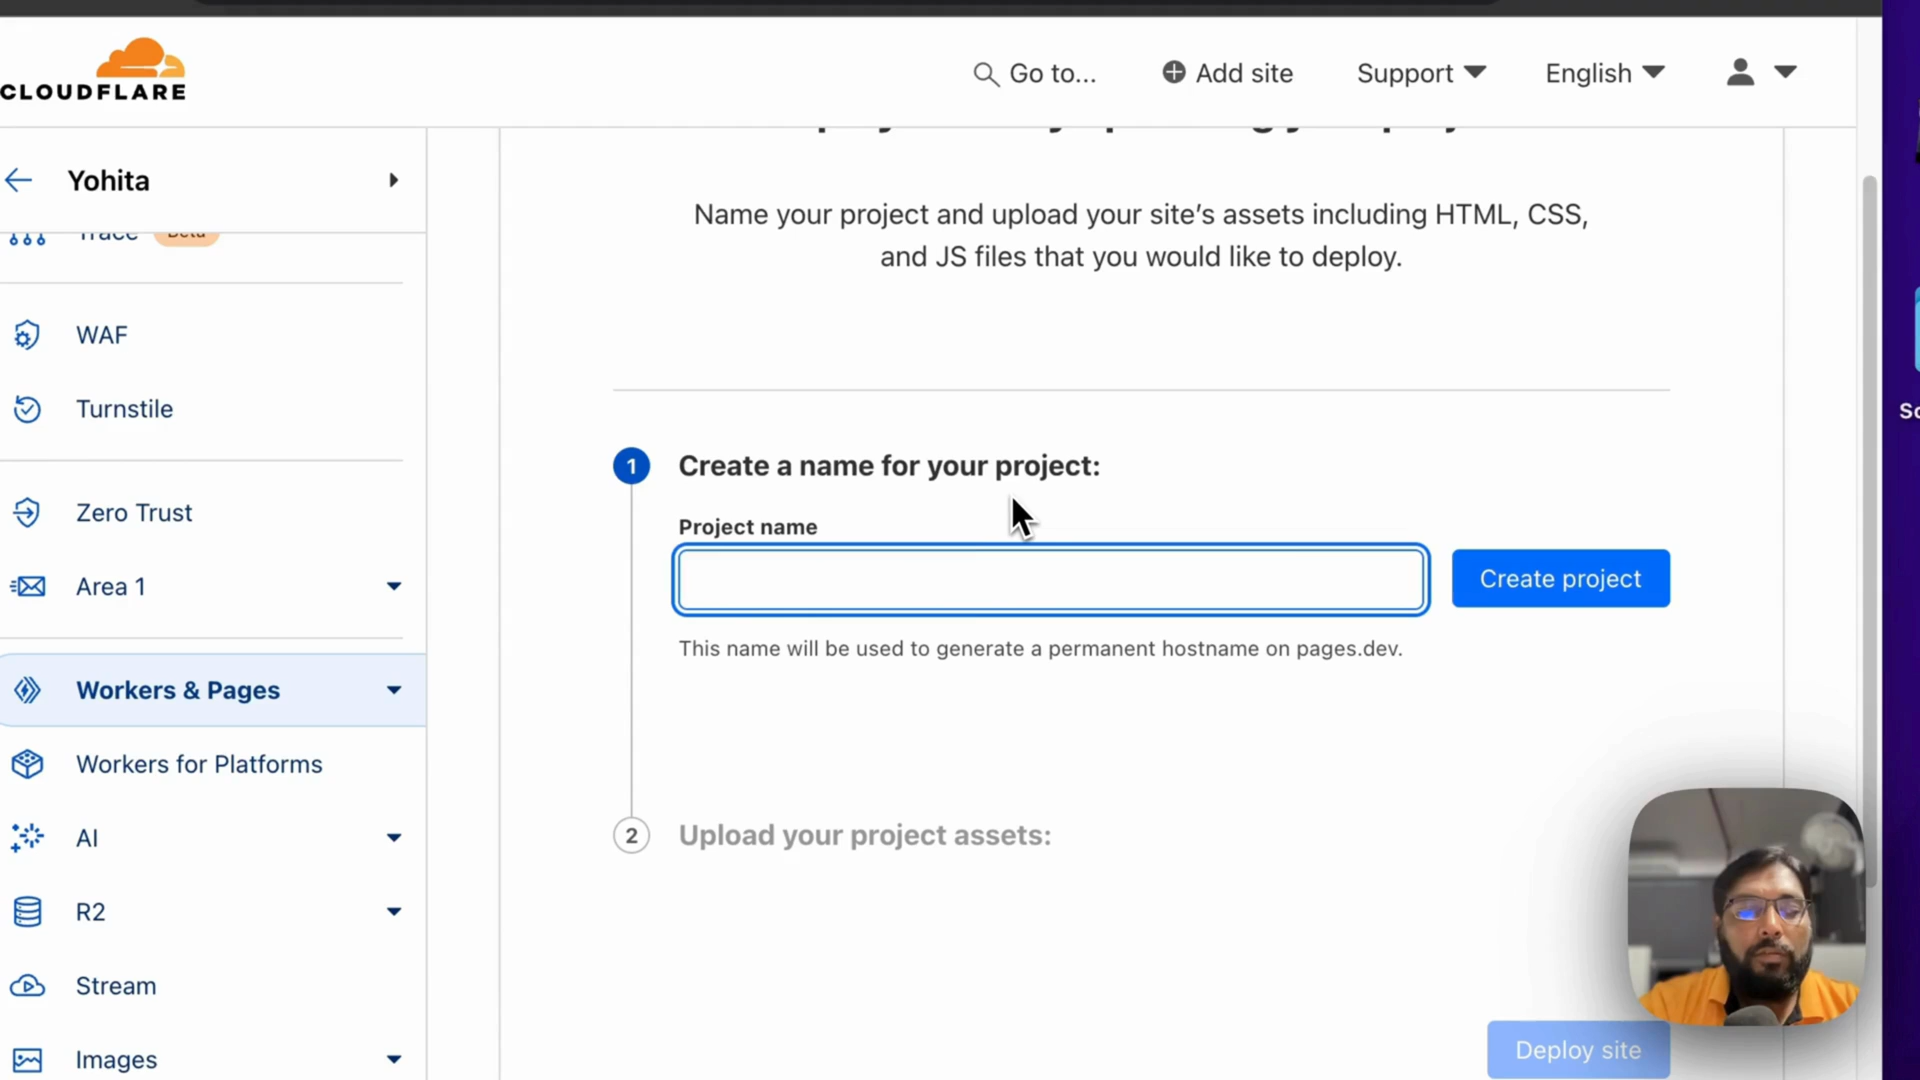 CLOUDFLARE
Go to...
Add site
Support
English
Yohita
Trace Beta
WAF
Turnstile
Zero Trust
Area 1
Workers & Pages
Workers for Platforms
AI
R2
Stream
Images
Name your project and upload your site's assets including HTML, CSS,
and JS files that you would like to deploy.
1 Create a name for your project:
Project name
Create project
This name will be used to generate a permanent hostname on pages.dev.
2 Upload your project assets:
Deploy site